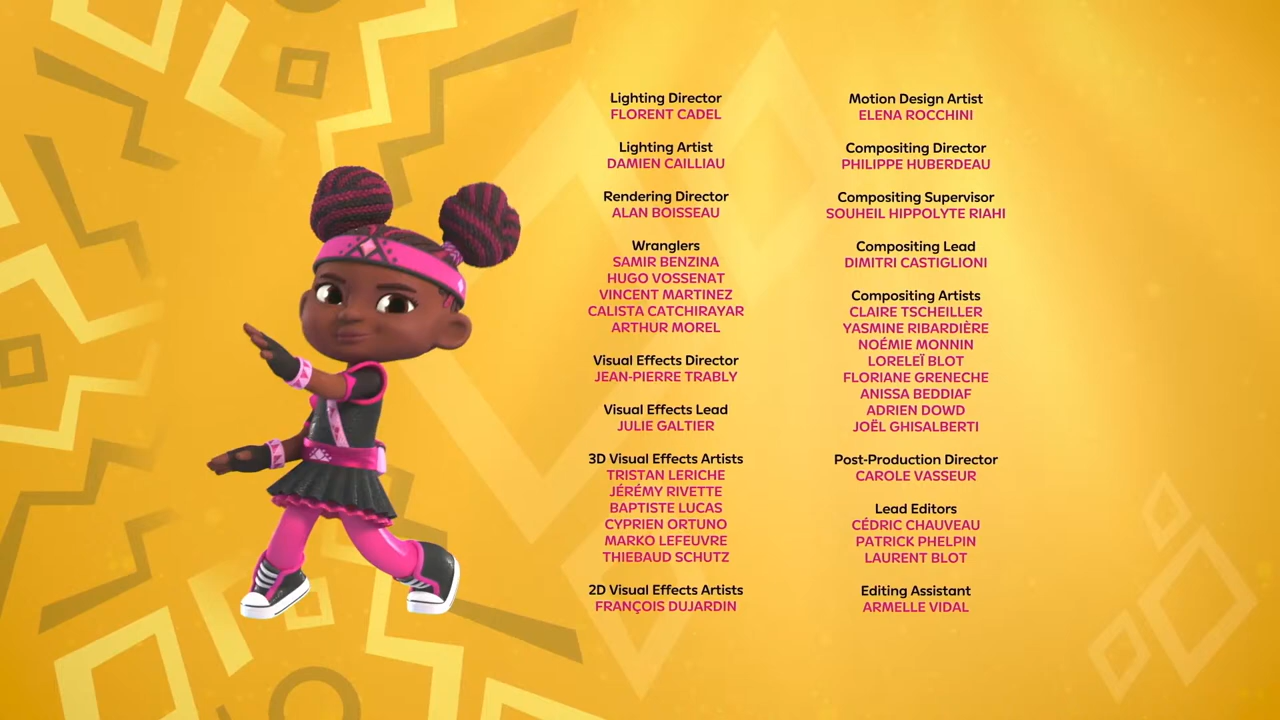 Lighting Director
FLORENT CADEL
Lighting Artist
DAMIEN CAILLIAU
Rendering Director
ALAN BOISSEAU
Wranglers
SAMIR BENZINA
HUGO VOSSENAT
VINCENT MARTINEZ
CALISTA CATCHIRAYAR
ARTHUR MOREL
Visual Effects Director
JEAN-PIERRE TRABLY
Visual Effects Lead
JULIE GALTIER
3D Visual Effects Artists
TRISTAN LERICHE
JÉRÉMY RIVETTE
BAPTISTE LUCAS
CYPRIEN ORTUNO
MARKO LEFEUVRE
THIEBAUD SCHUTZ
2D Visual Effects Artists
FRANÇOIS DUJARDIN
Motion Design Artist
ELENA ROCCHINI
Compositing Director
PHILIPPE HUBERDEAU
Compositing Supervisor
SOUHEIL HIPPOLYTE RIAHI
Compositing Lead
DIMITRI CASTIGLIONI
Compositing Artists
CLAIRE TSCHEILLER
YASMINE RIBARDIÈRE
NOÉMIE MONNIN
LORELEÏ BLOT
FLORIANE GRENECHE
ANISSA BEDDIAF
ADRIEN DOWD
JOËL GHISALBERTI
Post-Production Director
CAROLE VASSEUR
Lead Editors
CÉDRIC CHAUVEAU
PATRICK PHELPIN
LAURENT BLOT
Editing Assistant
ARMELLE VIDAL